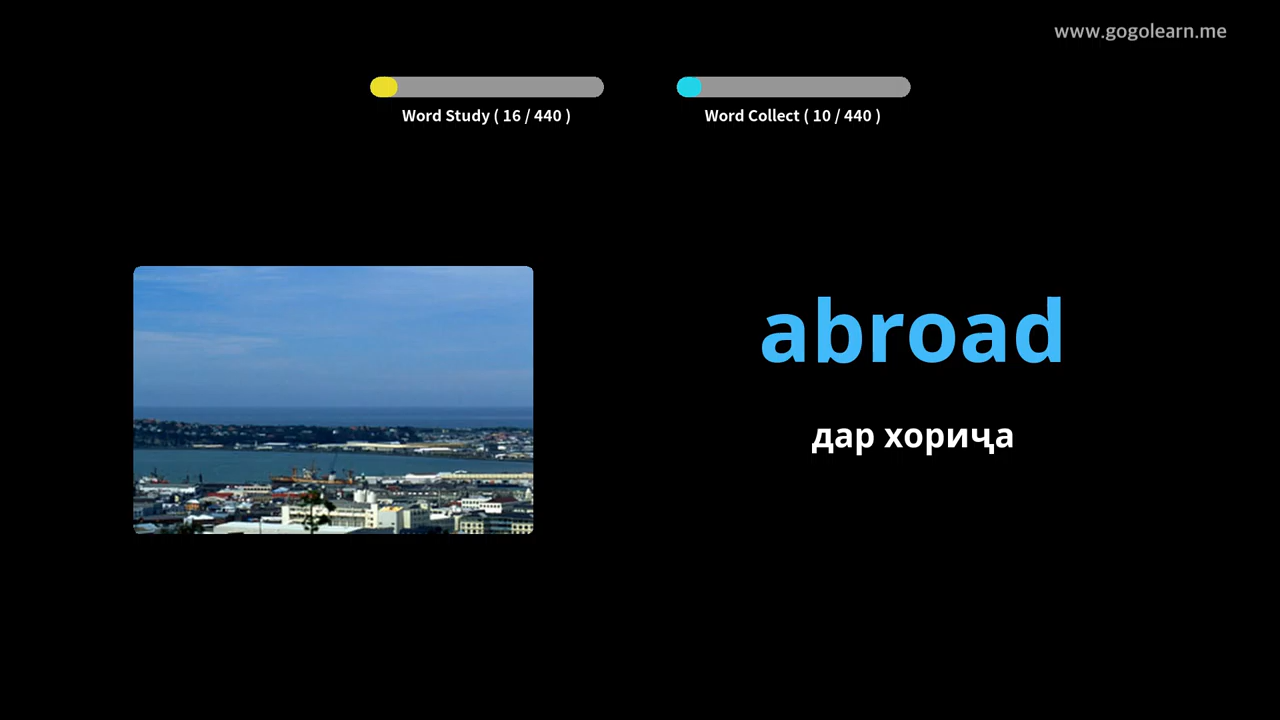 www.gogolearn.me
Word Study ( 16 / 440 )
Word Collect ( 10 / 440 )
abroad
дар хориҷа